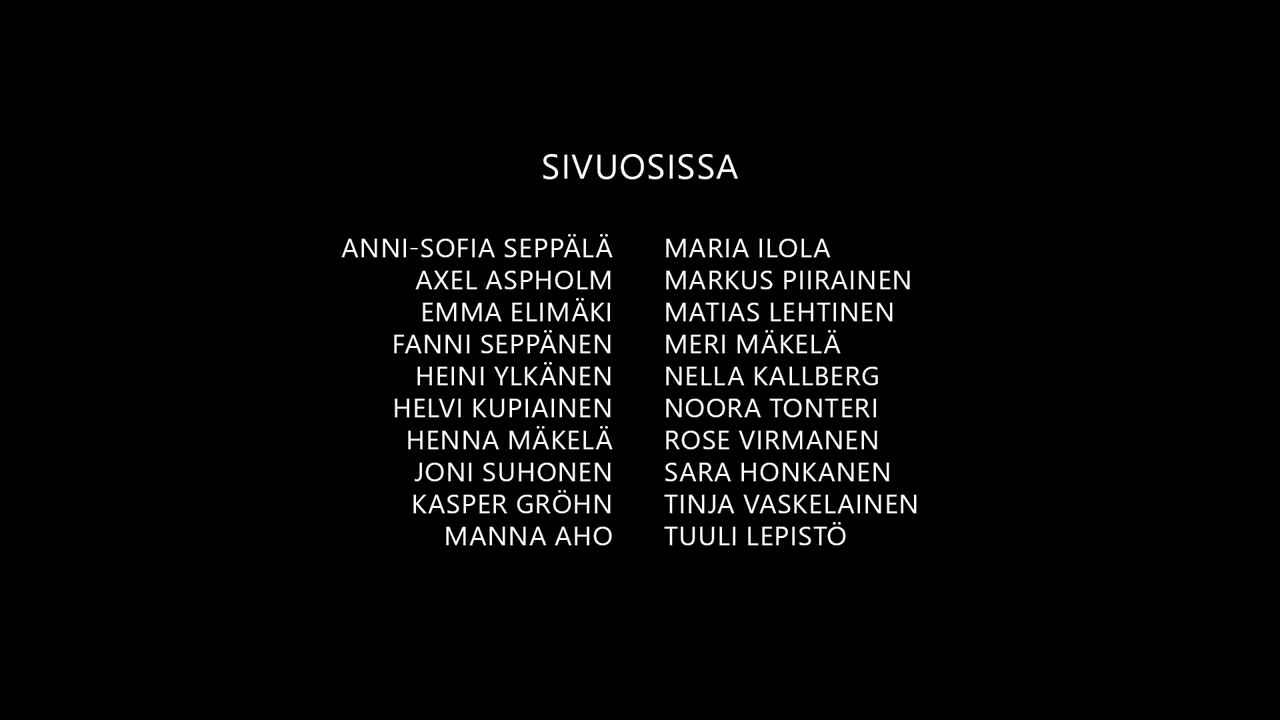 SIVUOSISSA
ANNI-SOFIA SEPPÄLÄ
AXEL ASPHOLM
EMMA ELIMÄKI
FANNI SEPPÄNEN
HEINI YLKÄNEN
HELVI KUPIAINEN
HENNA MÄKELÄ
JONI SUHONEN
KASPER GRÖHN
MANNA AHO
MARIA ILOLA
MARKUS PIIRAINEN
MATIAS LEHTINEN
MERI MÄKELÄ
NELLA KALLBERG
NOORA TONTERI
ROSE VIRMANEN
SARA HONKANEN
TINJA VASKELAINEN
TUULI LEPISTÖ